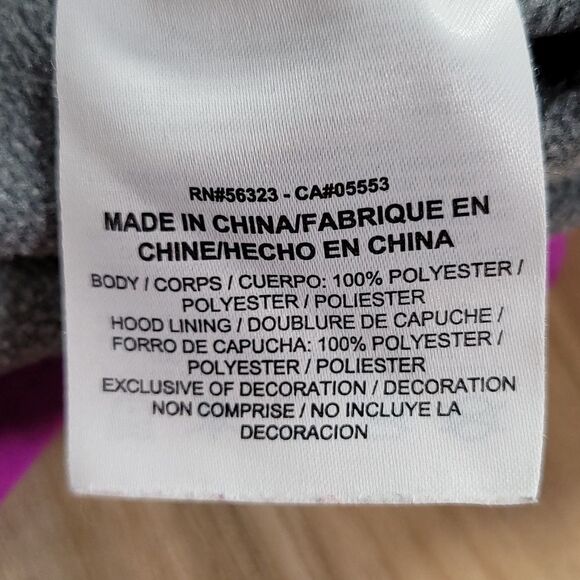 RN#56323 - CA#05553
MADE IN CHINA/FABRIQUE EN
CHINE/HECHO EN CHINA
BODY / CORPS / CUERPO: 100% POLYESTER /
POLYESTER / POLIESTER
HOOD LINING / DOUBLURE DE CAPUCHE /
FORRO DE CAPUCHA: 100% POLYESTER /
POLYESTER / POLIESTER
EXCLUSIVE OF DECORATION / DECORATION
NON COMPRISE / NO INCLUYE LA
DECORACION